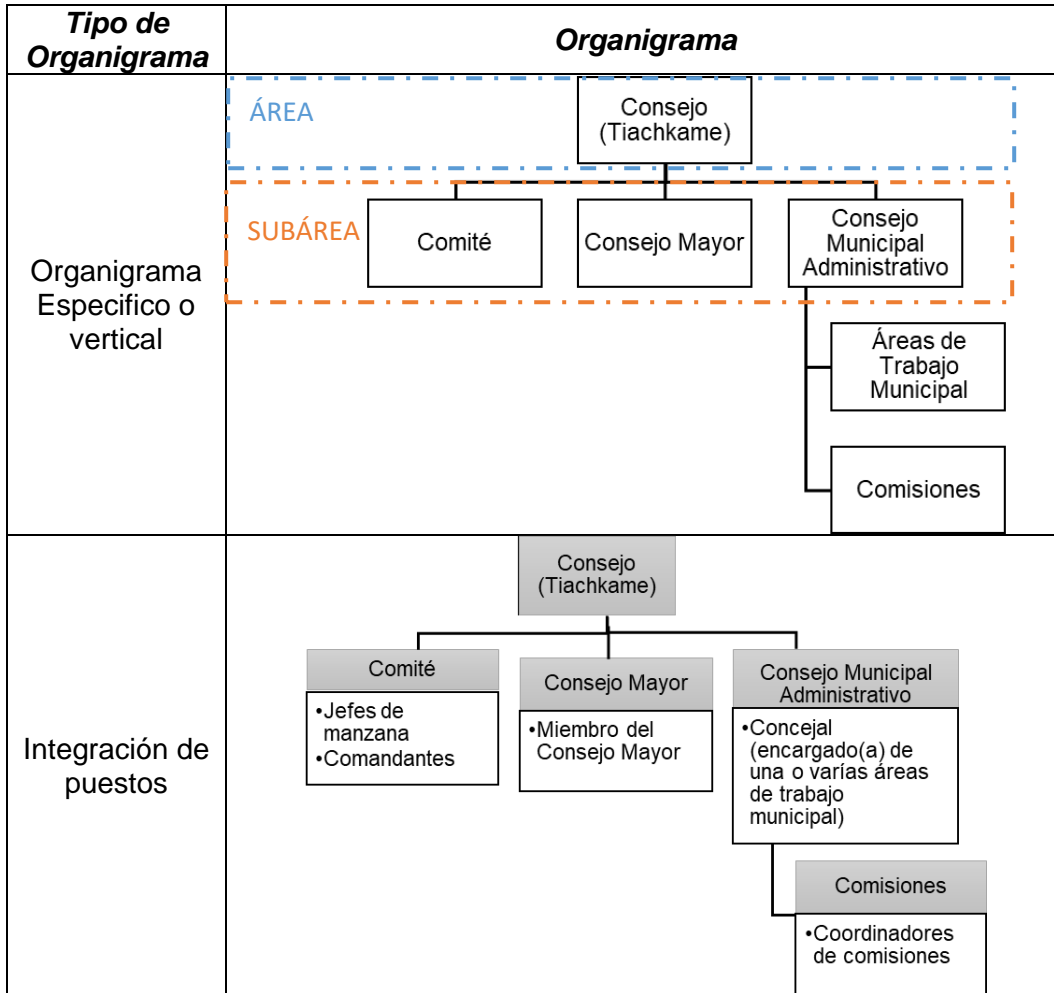 Tipo de
Organigrama
Organigrama
Organigrama
Especifico o
vertical
ÁREA
Consejo
(Tiachkame)
SUBÁREA
Comité
Consejo Mayor
Consejo
Municipal
Administrativo
Áreas de
Trabajo
Municipal
Comisiones
Integración de
puestos
Consejo
(Tiachkame)
Comité
•Jefes de
manzana
•Comandantes
Consejo Mayor
•Miembro del
Consejo Mayor
Consejo Municipal
Administrativo
•Concejal
(encargado(a) de
una o varías áreas
de trabajo
municipal)
Comisiones
•Coordinadores
de comisiones